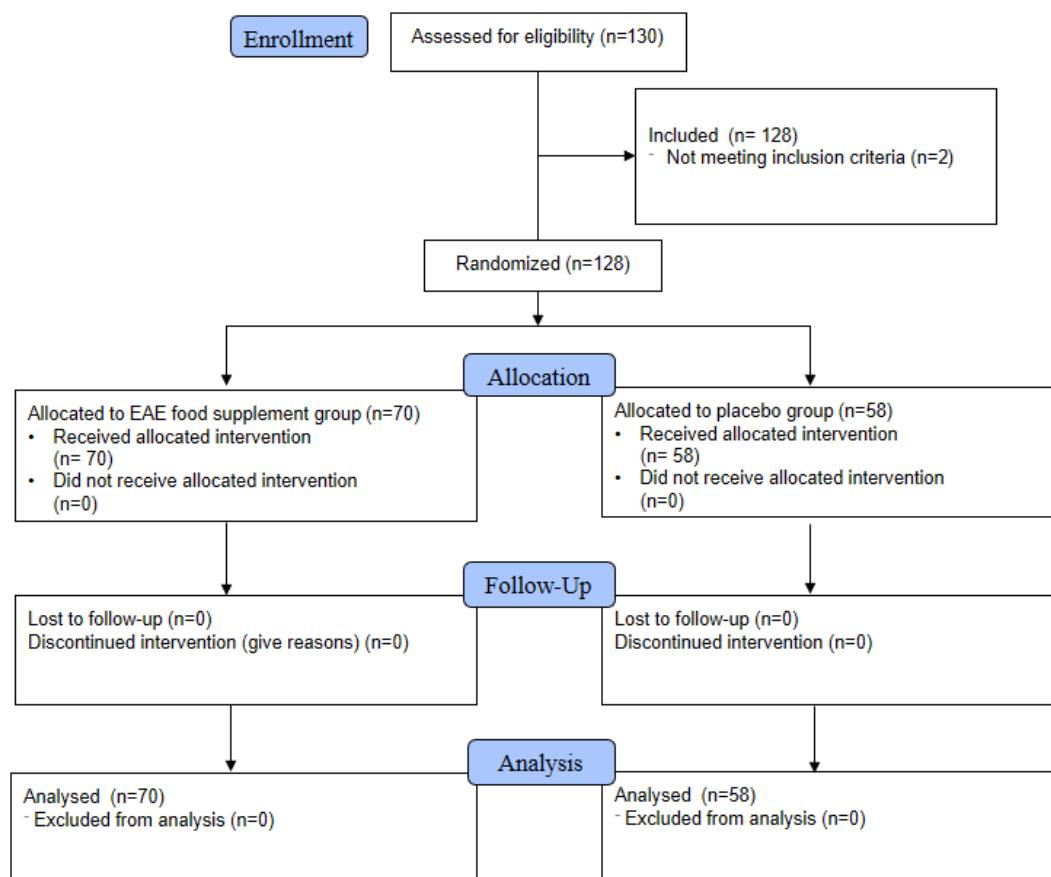 Enrollment
Assessed for eligibility (n=130)
Included (n= 128)
- Not meeting inclusion criteria (n=2)
Randomized (n=128)
Allocation
Allocated to EAE food supplement group (n=70)
• Received allocated intervention
(n= 70)
• Did not receive allocated intervention
(n=0)
Allocated to placebo group (n=58)
• Received allocated intervention
(n= 58)
• Did not receive allocated intervention
(n=0)
Follow-Up
Lost to follow-up (n=0)
Discontinued intervention (give reasons) (n=0)
Lost to follow-up (n=0)
Discontinued intervention (n=0)
Analysis
Analysed (n=70)
- Excluded from analysis (n=0)
Analysed (n=58)
- Excluded from analysis (n=0)